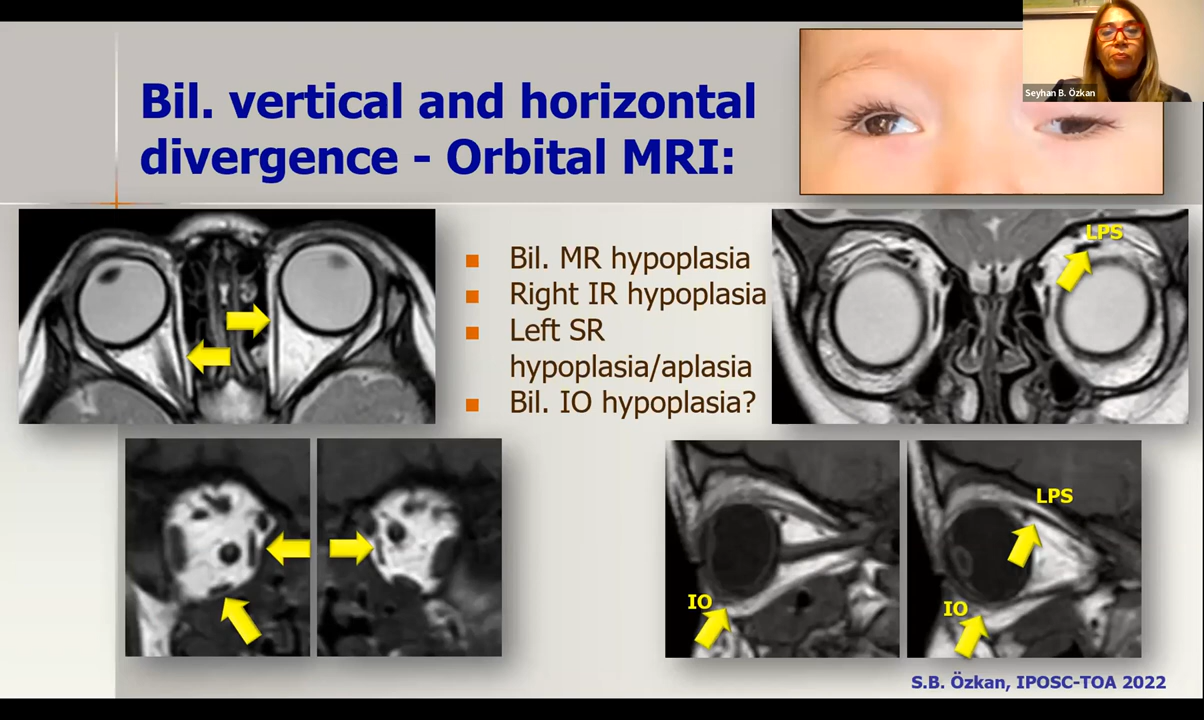 Bil. vertical and horizontal
divergence - Orbital MRI:
Seyhan B. Özkan
Bil. MR hypoplasia
Right IR hypoplasia
Left SR
hypoplasia/aplasia
Bil. IO hypoplasia?
LPS
LPS
IO
IO
S.B. Özkan, IPOSC-TOA 2022